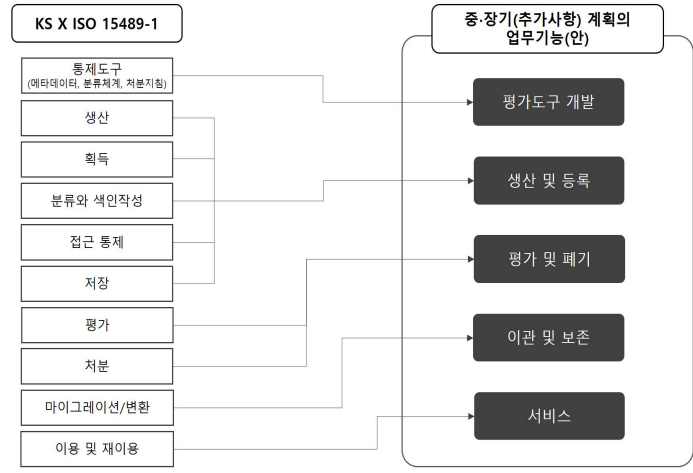 KS X ISO 15489-1
중·장기(추가사항) 계획의
업무기능(안)
통제도구
(메타데이터, 분류체계, 처분지침)
생산
획득
분류와 색인작성
접근 통제
저장
평가
처분
마이그레이션/변환
이용 및 재이용
평가도구 개발
생산 및 등록
평가 및 폐기
이관 및 보존
서비스